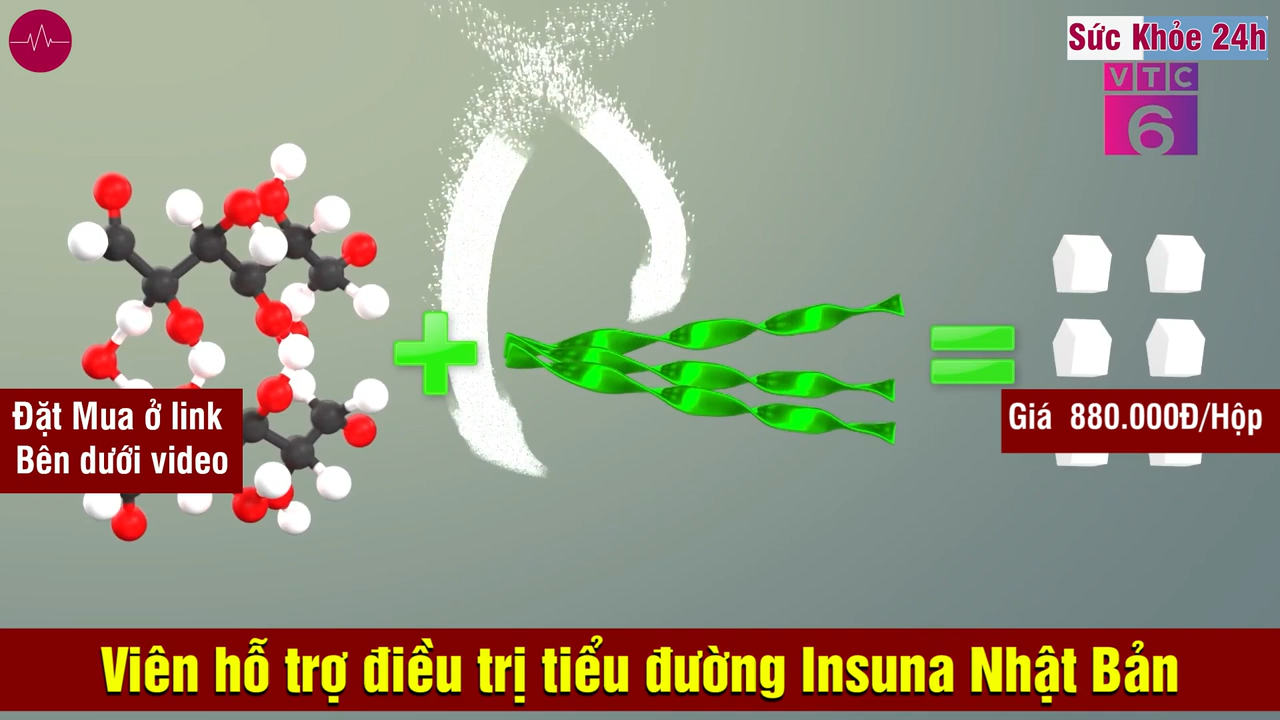 Sức Khỏe 24h
VTC
6
Đặt Mua ở link
Bên dưới video
Giá 880.000Đ/Hộp
Viên hỗ trợ điều trị tiểu đường Insuna Nhật Bản